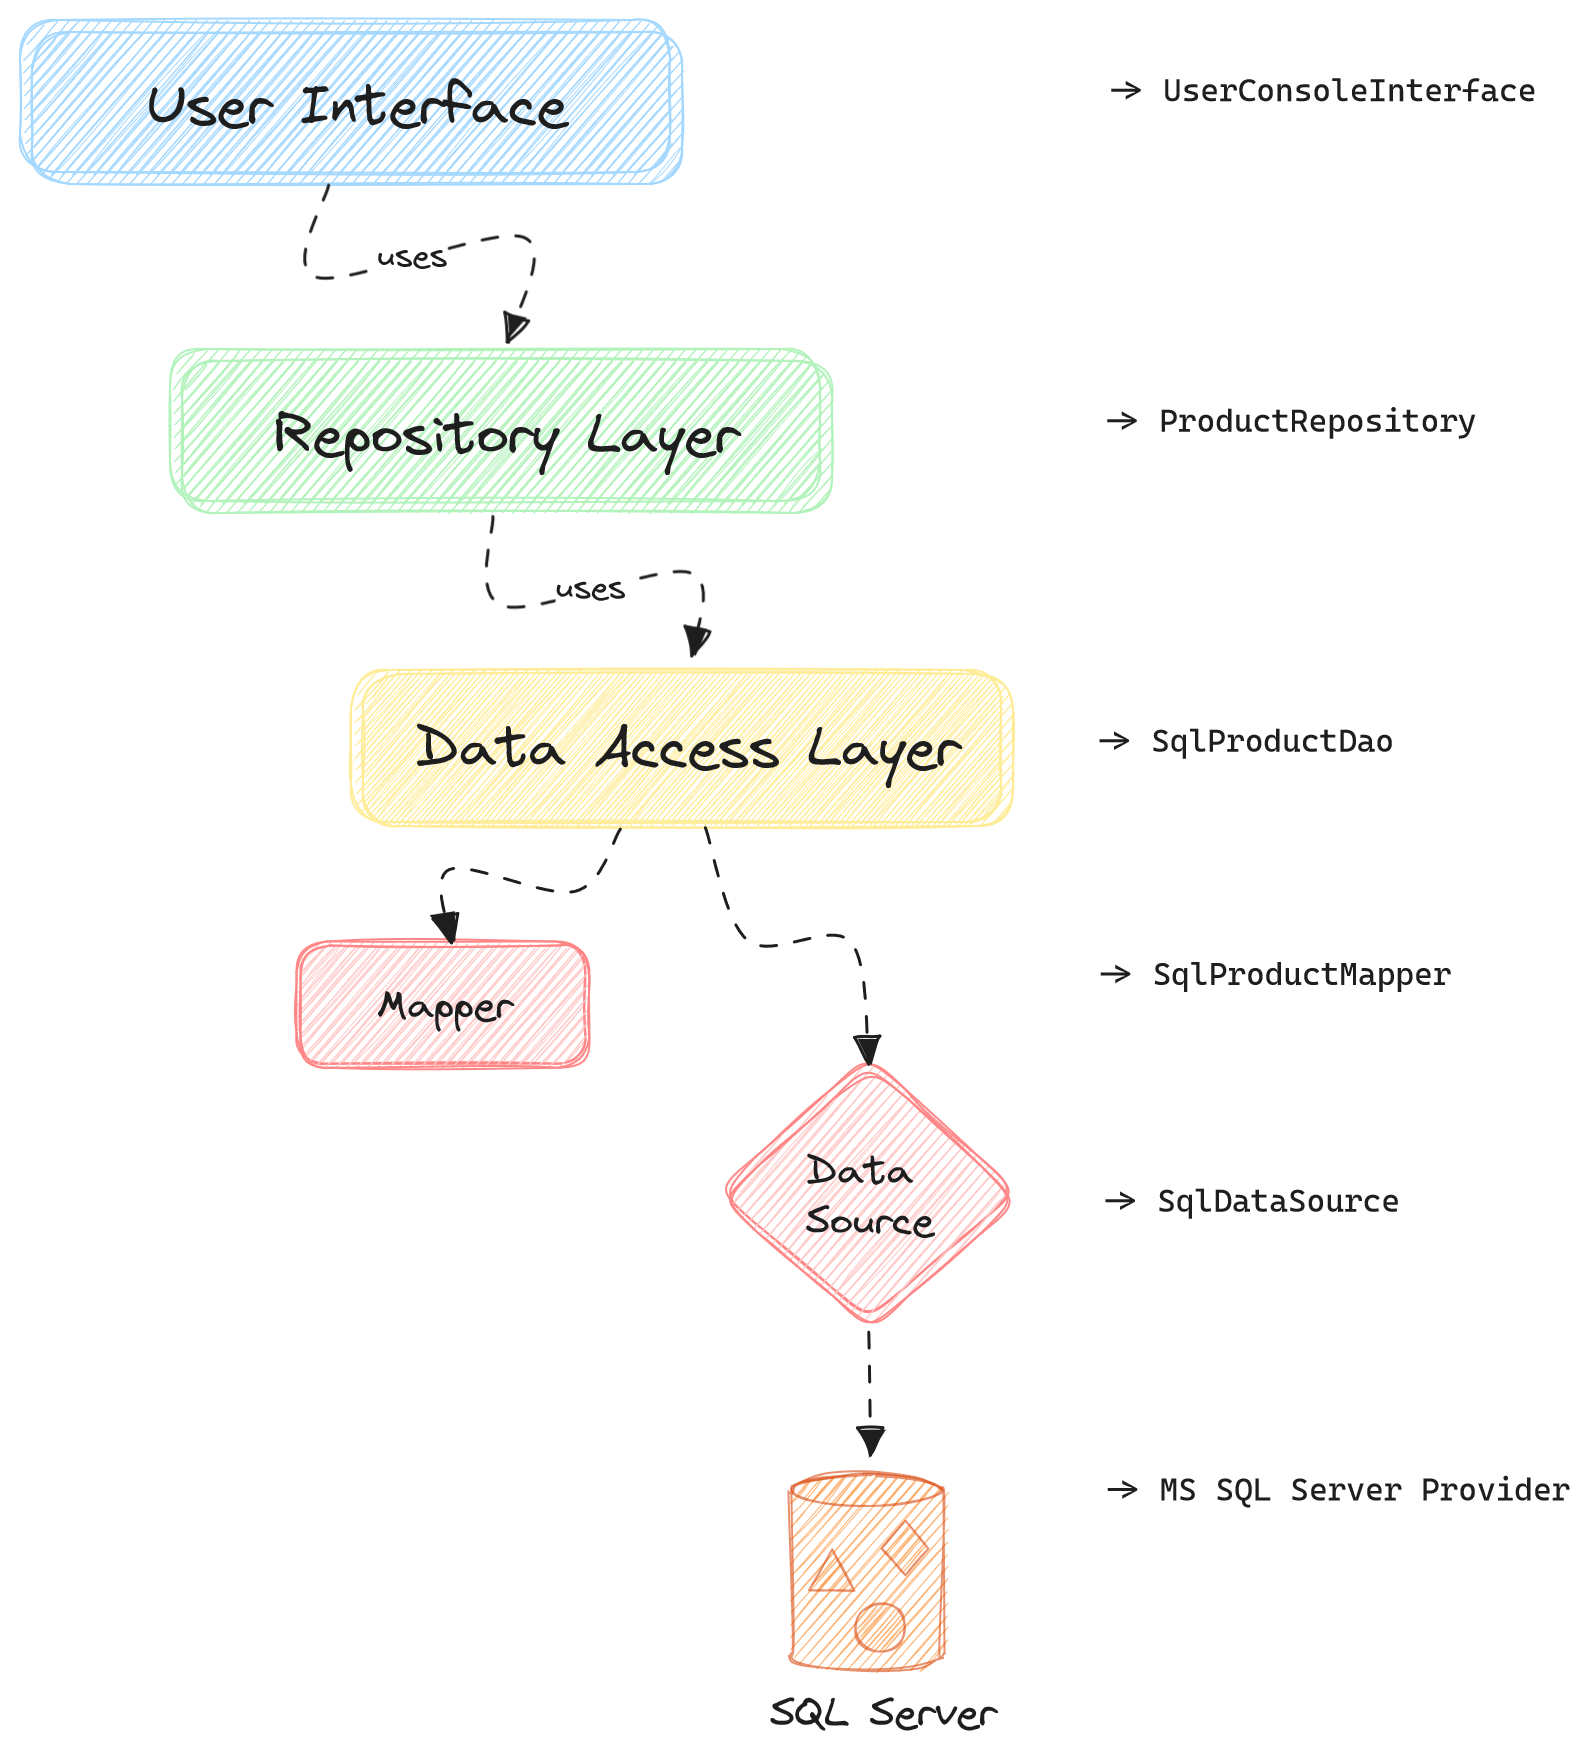 User Interface
→ UserConsoleInterface
uses
Repository Layer
→ ProductRepository
uses
Data Access Layer
→ SqlProductDao
Mapper
→ SqlProductMapper
Data
Source
→ SqlDataSource
→ MS SQL Server Provider
SQL Server